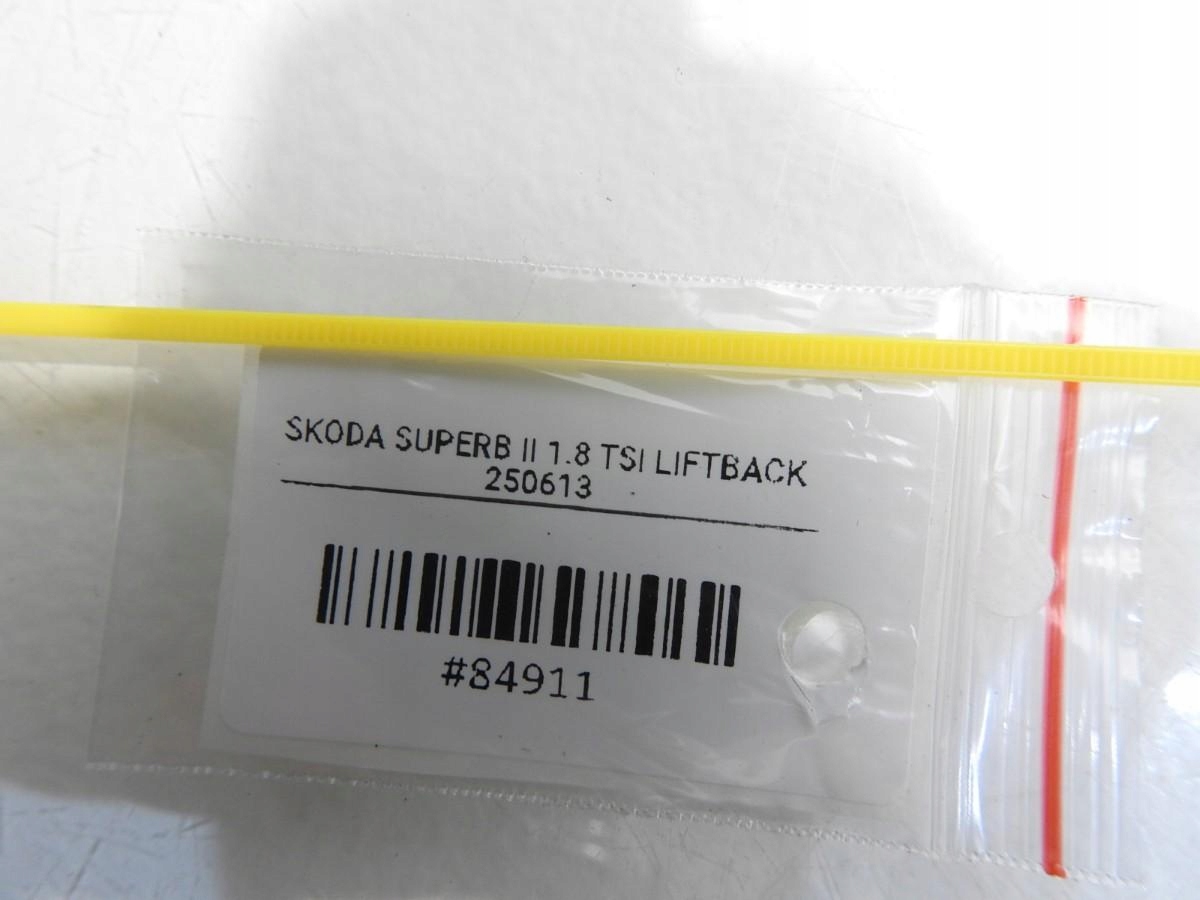 SKODA SUPERB II 1.8 TSI LIFTBACK
250613
#84911